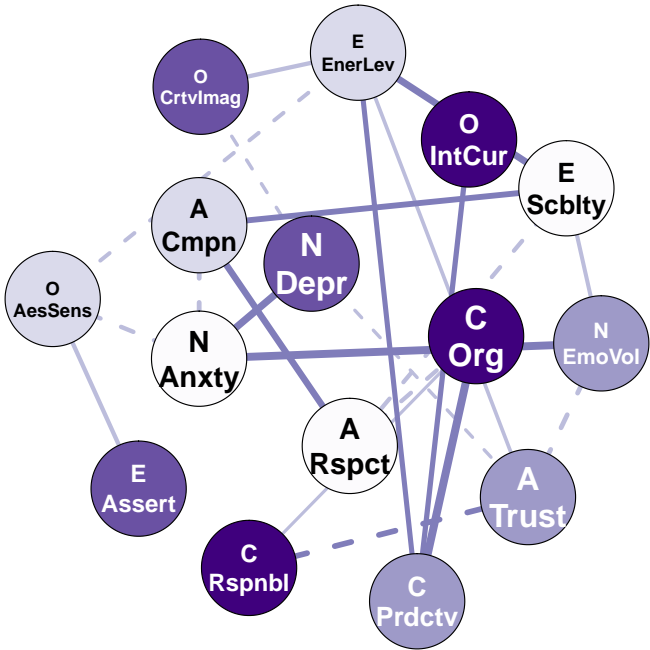 E
EnerLev
O
CrtvImag
O
IntCur
E
Scblty
A
Cmpn
N
Depr
O
AesSens
C
Org
N
EmoVol
N
Anxty
A
Rspct
E
Assert
A
Trust
C
Rspnbl
C
Prdctv